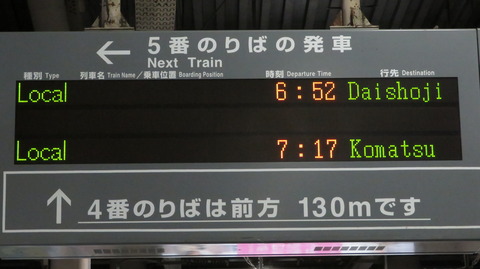 ← 5番のりばの発車
Next Train
種別 Type 列車名 Train Name / 乗車位置 Boarding Position 時刻 Departure Time 行先 Destination
Local 6:52 Daishoji
Local 7:17 Komatsu
↑ 4番のりばは前方 130mです